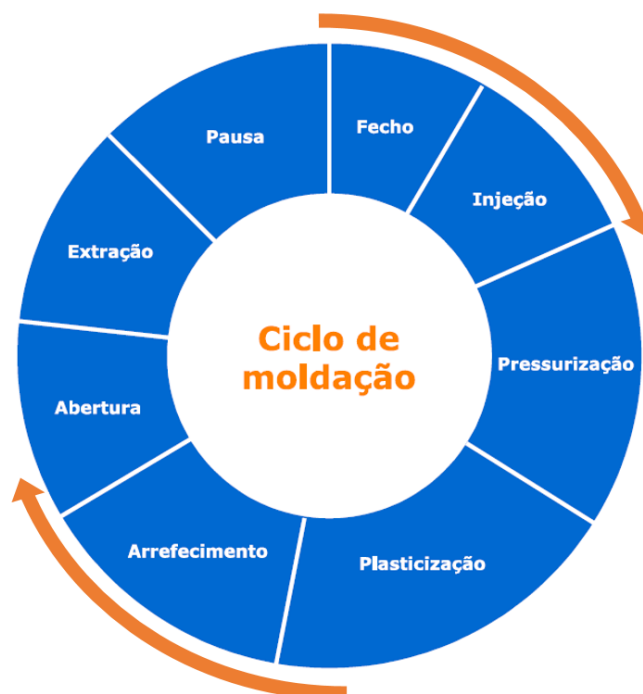 Ciclo de
moldação
Fecho
Injeção
Pressurização
Plasticização
Arrefecimento
Abertura
Extração
Pausa